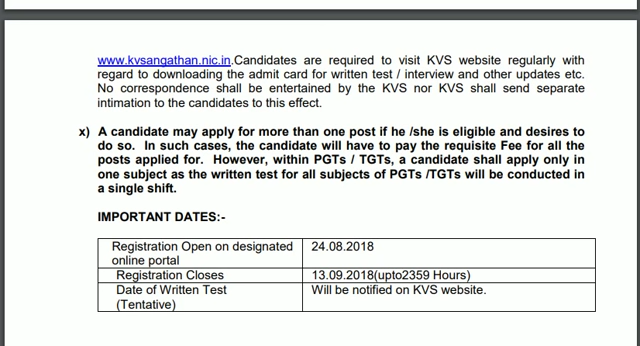 www.kvsangathan.nic.in.Candidates are required to visit KVS website regularly with
regard to downloading the admit card for written test / interview and other updates etc.
No correspondence shall be entertained by the KVS nor KVS shall send separate
intimation to the candidates to this effect.
x) A candidate may apply for more than one post if he /she is eligible and desires to
do so. In such cases, the candidate will have to pay the requisite Fee for all the
posts applied for. However, within PGTs / TGTs, a candidate shall apply only in
one subject as the written test for all subjects of PGTs /TGTs will be conducted in
a single shift.
IMPORTANT DATES:-
Registration Open on designated 24.08.2018
online portal
Registration Closes 13.09.2018(upto2359 Hours)
Date of Written Test Will be notified on KVS website.
(Tentative)